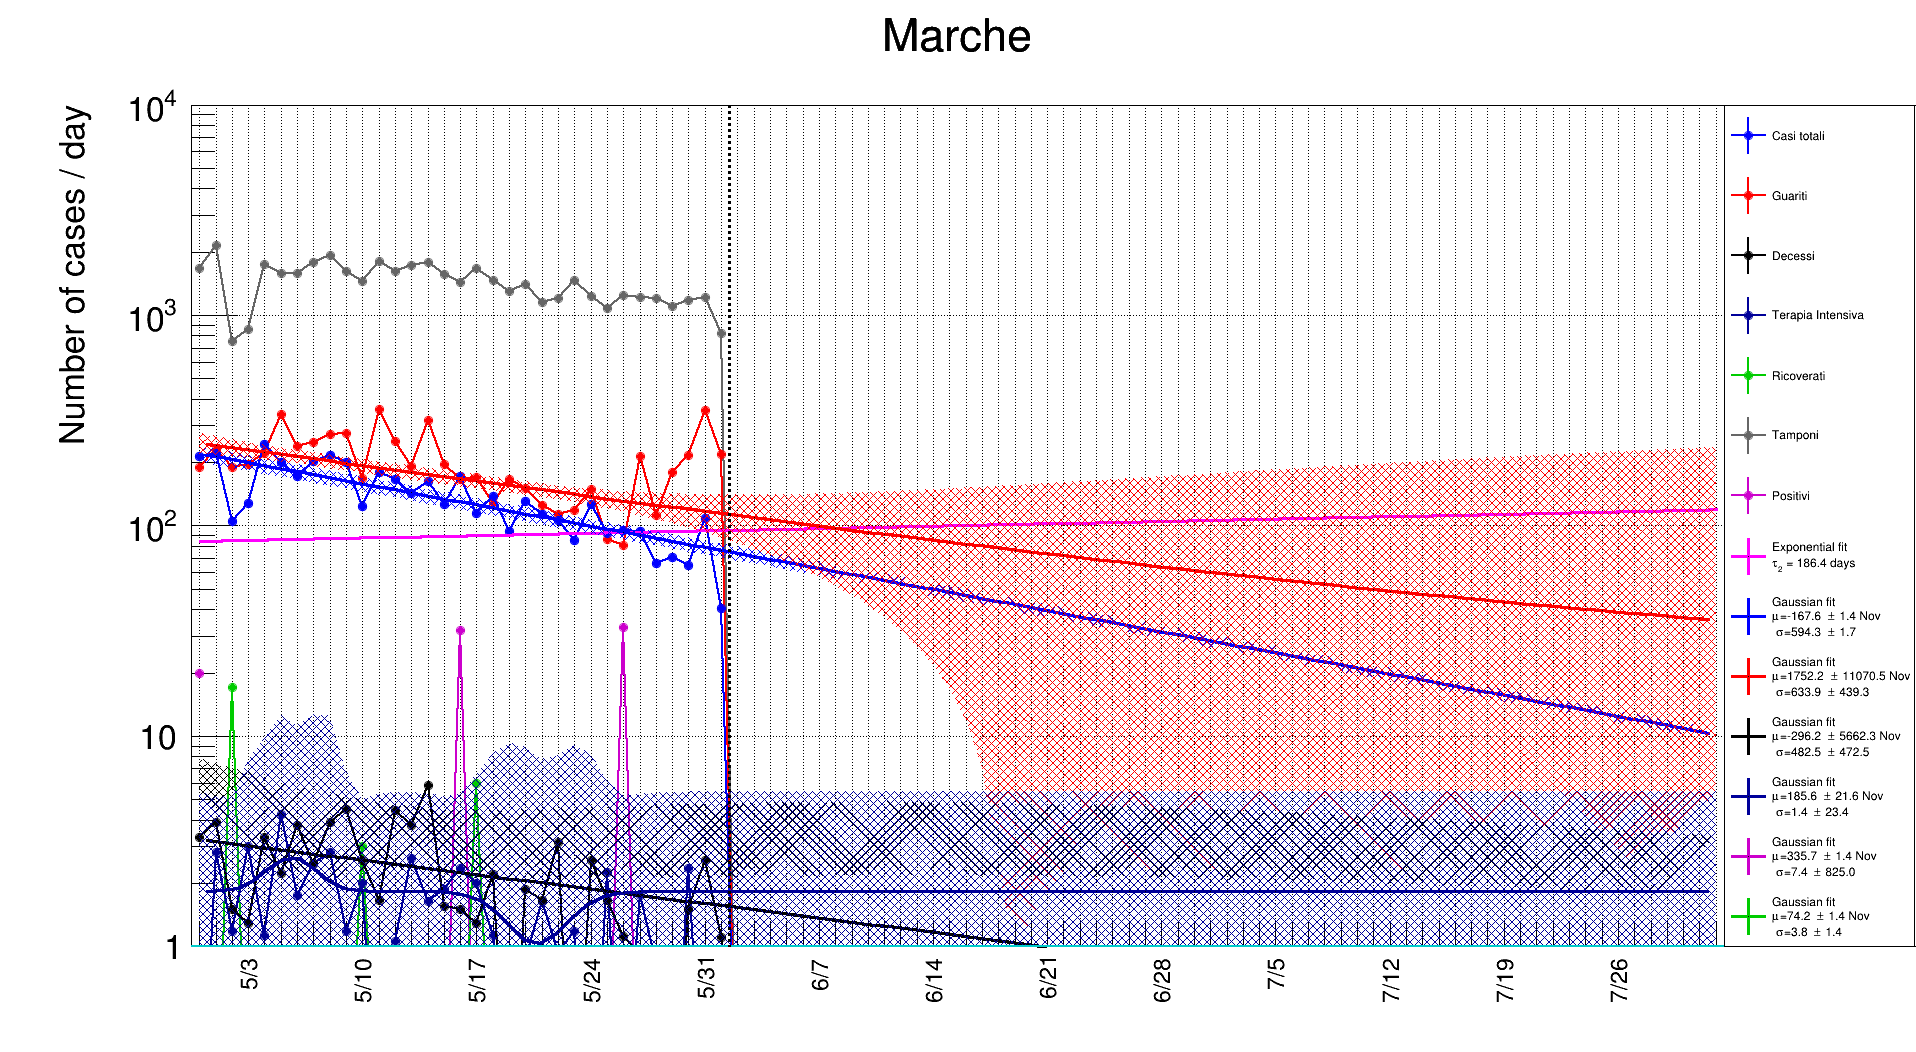 Marche
Number of cases / day
10⁴
10³
10²
10
1
5/3
5/10
5/17
5/24
5/31
6/7
6/14
6/21
6/28
7/5
7/12
7/19
7/26
Casi totali
Guariti
Decessi
Terapia Intensiva
Ricoverati
Tamponi
Positivi
Exponential fit
τ₂ = 186.4 days
Gaussian fit
μ=-167.6 ± 1.4 Nov
σ=594.3 ± 1.7
Gaussian fit
μ=1752.2 ± 11070.5 Nov
σ=633.9 ± 439.3
Gaussian fit
μ=-296.2 ± 5662.3 Nov
σ=482.5 ± 472.5
Gaussian fit
μ=185.6 ± 21.6 Nov
σ=1.4 ± 23.4
Gaussian fit
μ=335.7 ± 1.4 Nov
σ=7.4 ± 825.0
Gaussian fit
μ=74.2 ± 1.4 Nov
σ=3.8 ± 1.4